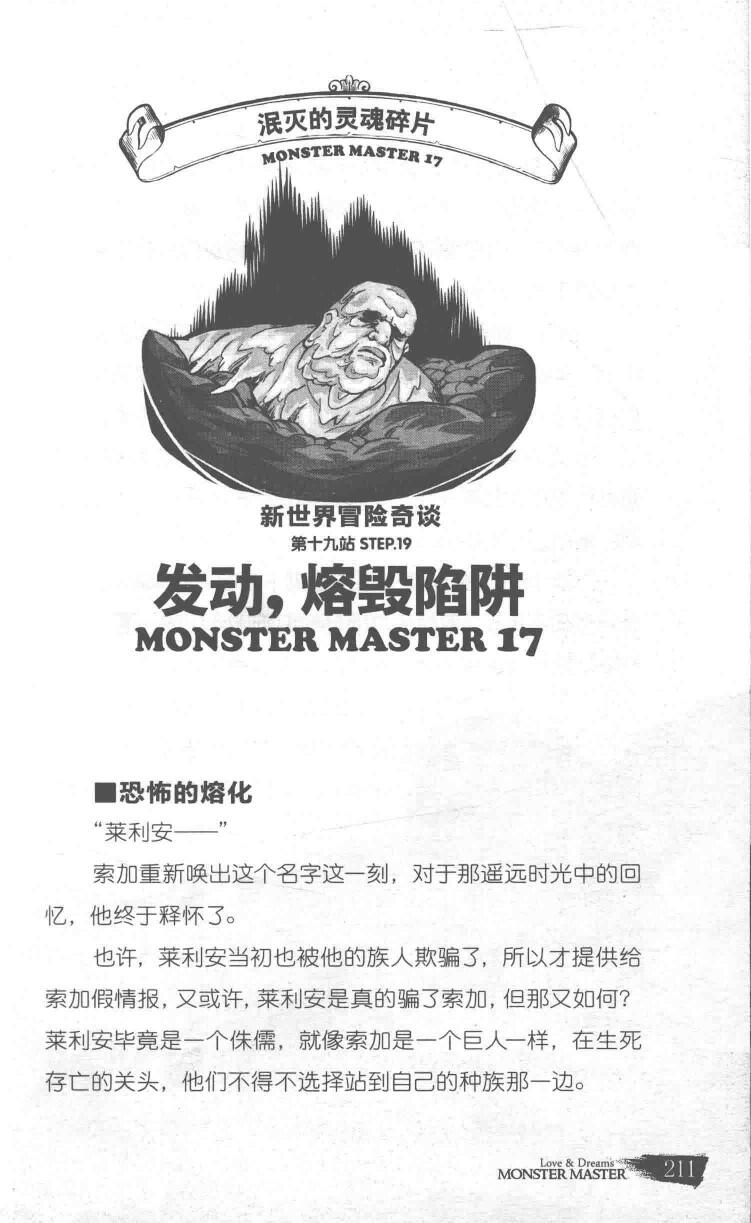 泯灭的灵魂碎片
MONSTER MASTER 17
新世界冒险奇谈
第十九站 STEP.19
发动，熔毁陷阱
MONSTER MASTER 17
■恐怖的熔化
“莱利安——”
索加重新唤出这个名字这一刻，对于那遥远时光中的回
忆，他终于释怀了。
也许，莱利安当初也被他的族人欺骗了，所以才提供给
索加假情报，又或许，莱利安是真的骗了索加，但那又如何？
莱利安毕竟是一个侏儒，就像索加是一个巨人一样，在生死
存亡的关头，他们不得不选择站到自己的种族那一边。
Love & Dreams
MONSTER MASTER 211